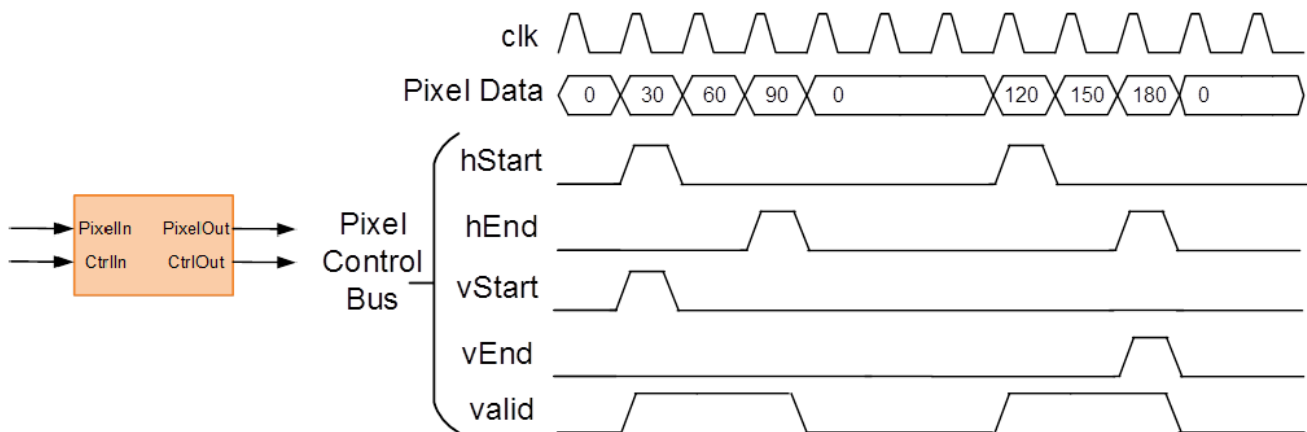 clk
Pixel Data
0 30 60 90 0 120 150 180 0
hStart
hEnd
vStart
vEnd
valid
Pixel
Control
Bus
PixelIn PixelOut
CtrlIn CtrlOut